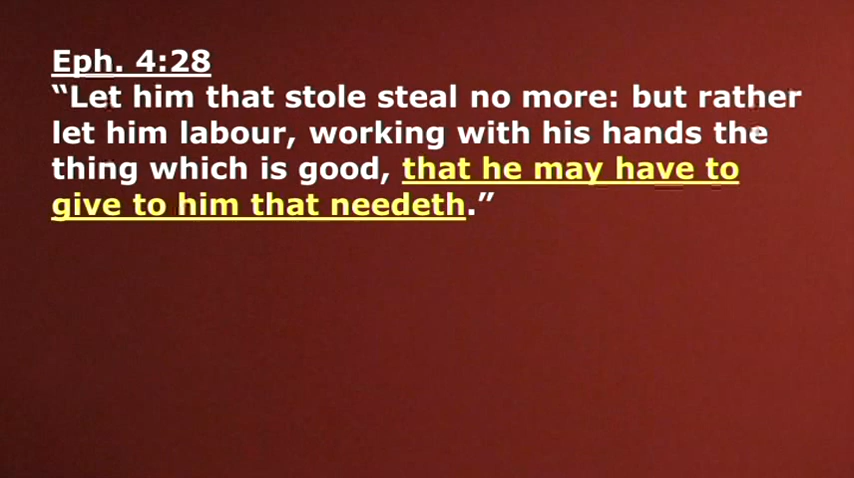 Eph. 4:28
“Let him that stole steal no more: but rather
let him labour, working with his hands the
thing which is good, that he may have to
give to him that needeth.”